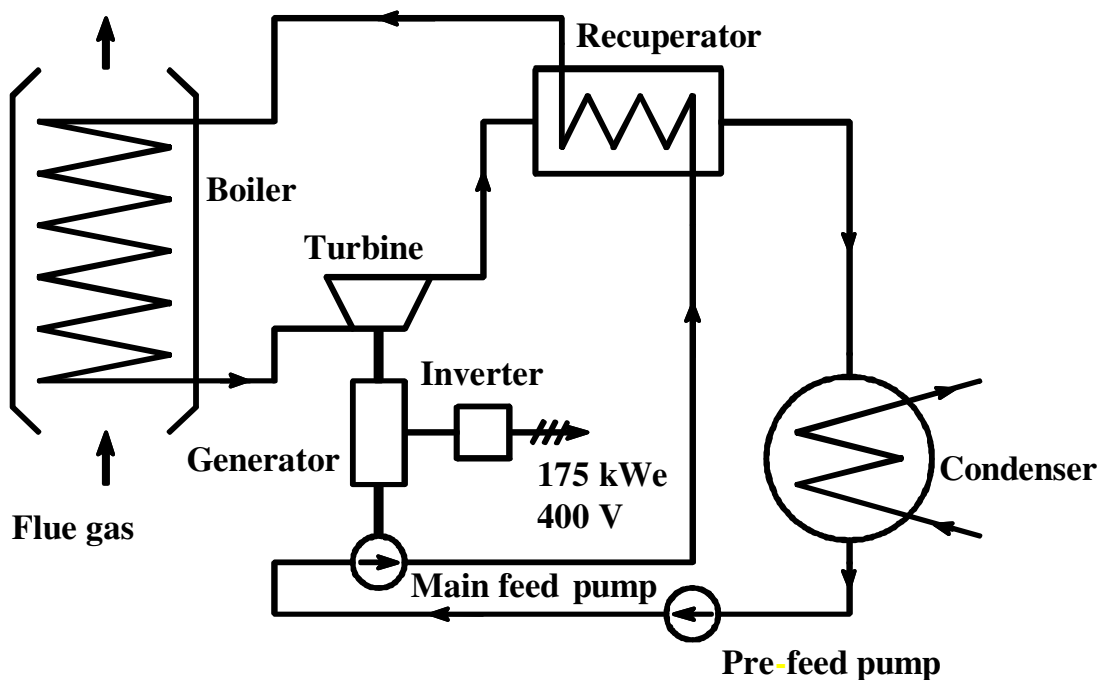 Recuperator
Boiler
Turbine
Inverter
Generator
175 kWe
400 V
Condenser
Flue gas
Main feed pump
Pre-feed pump